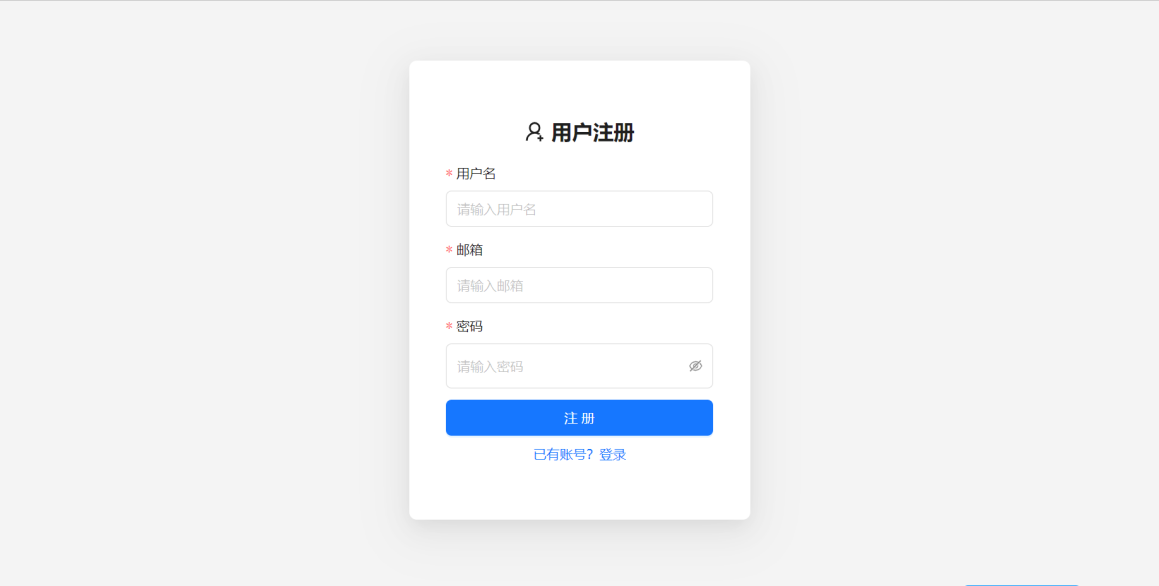 用户注册
* 用户名
请输入用户名
* 邮箱
请输入邮箱
* 密码
请输入密码
注 册
已有账号？登录